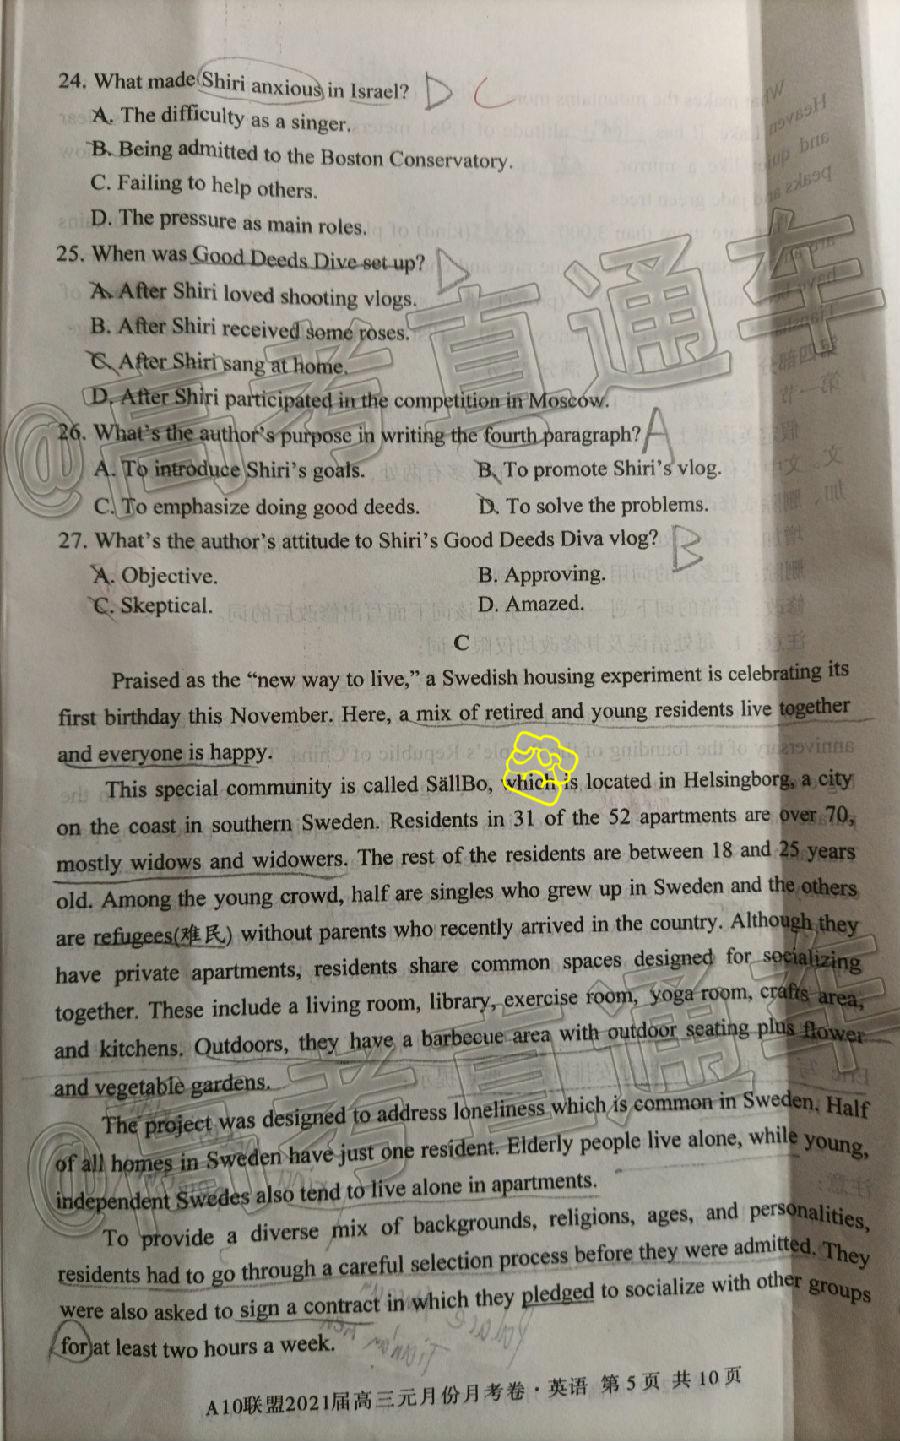 24. What made Shiri anxious in Israel? D C
A. The difficulty as a singer.
B. Being admitted to the Boston Conservatory.
C. Failing to help others.
D. The pressure as main roles.
25. When was Good Deeds Dive set up? D
A. After Shiri loved shooting vlogs.
B. After Shiri received some roses.
C. After Shiri sang at home.
D. After Shiri participated in the competition in Moscow.
26. What's the author's purpose in writing the fourth paragraph? A
A. To introduce Shiri's goals. B. To promote Shiri's vlog.
C. To emphasize doing good deeds. D. To solve the problems.
27. What's the author's attitude to Shiri's Good Deeds Diva vlog? B
A. Objective. B. Approving.
C. Skeptical. D. Amazed.
C
Praised as the “new way to live,” a Swedish housing experiment is celebrating its
first birthday this November. Here, a mix of retired and young residents live together
and everyone is happy.
This special community is called SällBo, which is located in Helsingborg, a city
on the coast in southern Sweden. Residents in 31 of the 52 apartments are over 70,
mostly widows and widowers. The rest of the residents are between 18 and 25 years
old. Among the young crowd, half are singles who grew up in Sweden and the others
are refugees(难民) without parents who recently arrived in the country. Although they
have private apartments, residents share common spaces designed for socializing
together. These include a living room, library, exercise room, yoga room, crafts area,
and kitchens. Outdoors, they have a barbecue area with outdoor seating plus flower
and vegetable gardens.
The project was designed to address loneliness which is common in Sweden. Half
of all homes in Sweden have just one resident. Elderly people live alone, while young,
independent Swedes also tend to live alone in apartments.
To provide a diverse mix of backgrounds, religions, ages, and personalities,
residents had to go through a careful selection process before they were admitted. They
were also asked to sign a contract in which they pledged to socialize with other groups
for at least two hours a week.
A10联盟2021届高三元月份月考卷·英语 第5页 共10页
@高考直通车
@高考直通车